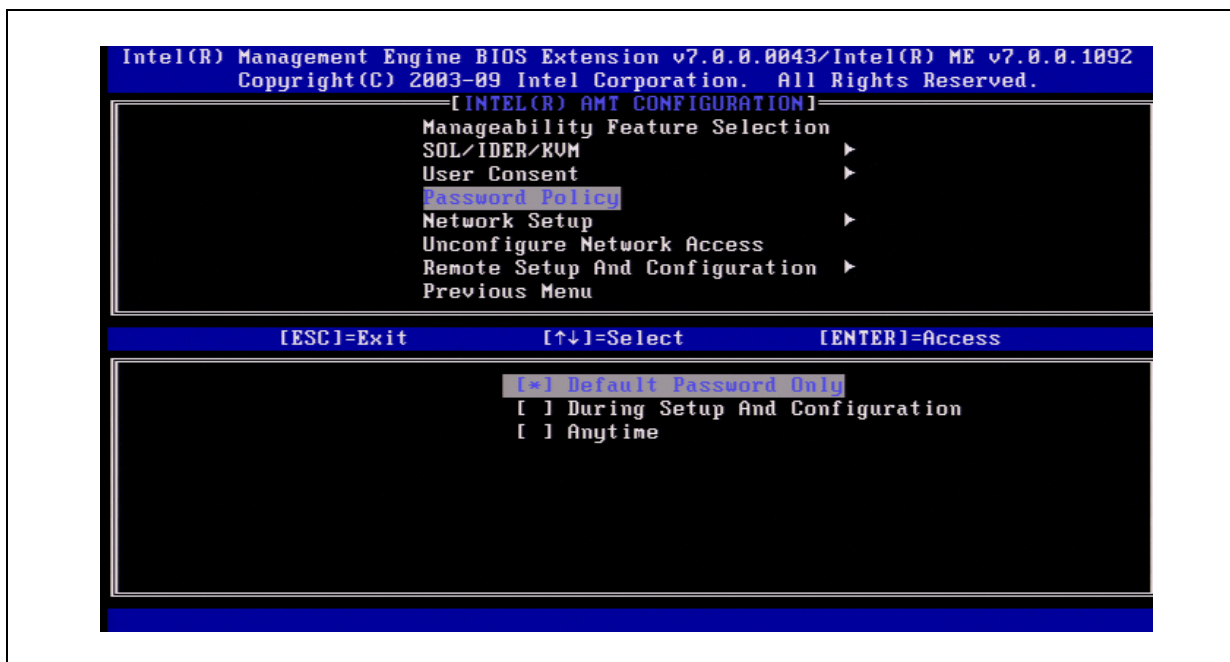 Intel(R) Management Engine BIOS Extension v7.0.0.0043/Intel(R) ME v7.0.0.1092
Copyright(C) 2003-09 Intel Corporation. All Rights Reserved.
[INTEL(R) AMT CONFIGURATION]
Manageability Feature Selection
SOL/IDER/KVM ►
User Consent ►
Password Policy
Network Setup ►
Unconfigure Network Access
Remote Setup And Configuration ►
Previous Menu
[ESC]=Exit [↑↓]=Select [ENTER]=Access
[*] Default Password Only
[ ] During Setup And Configuration
[ ] Anytime